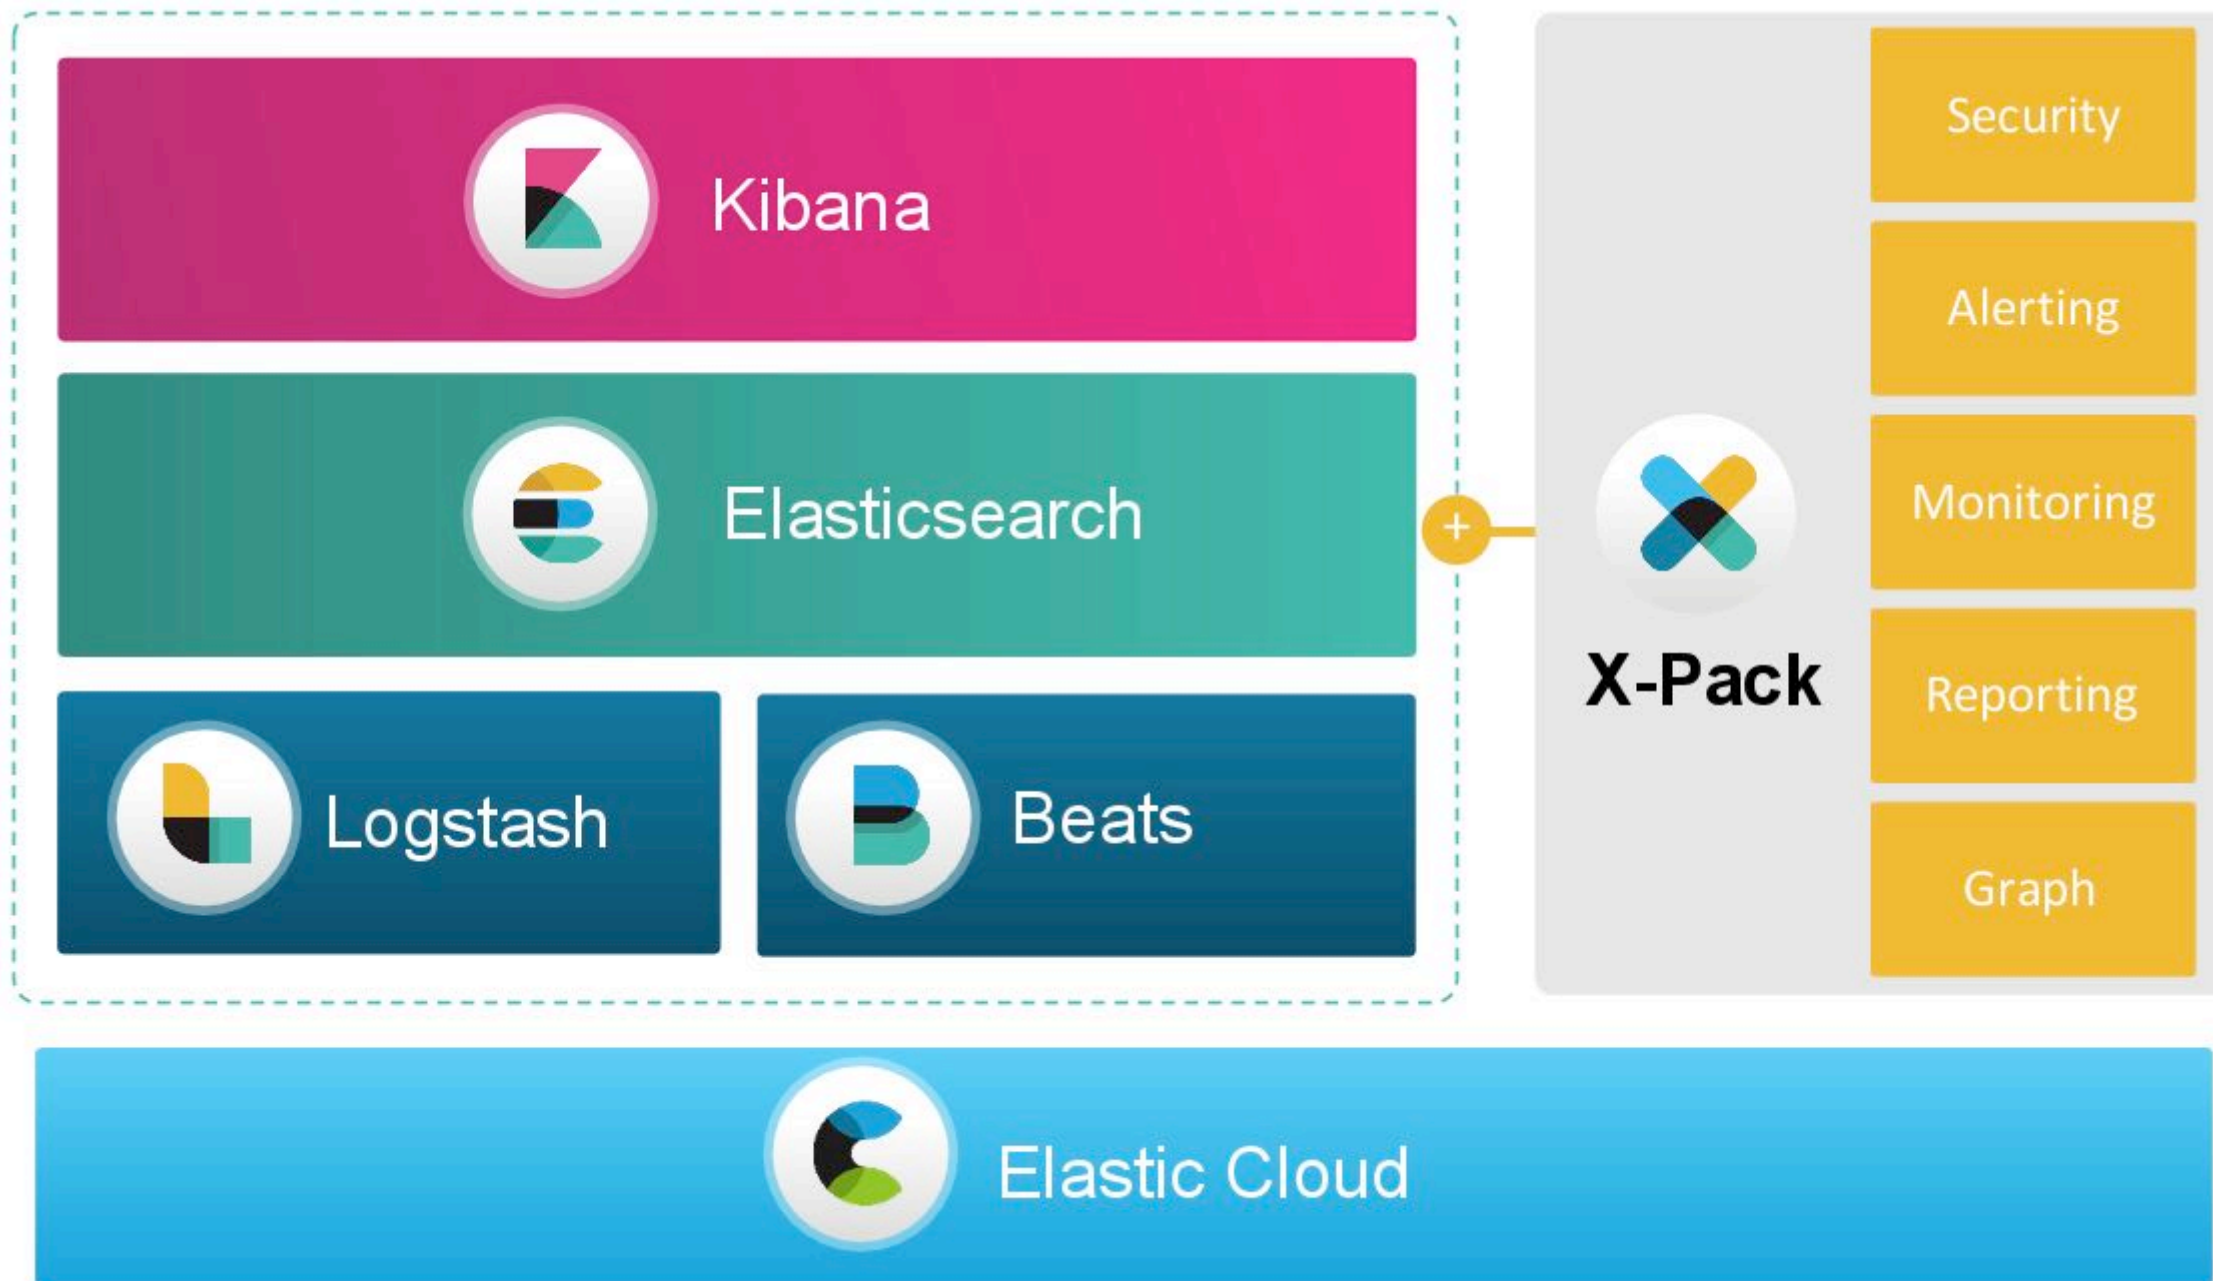 Kibana
Elasticsearch
Logstash
Beats
+
X-Pack
Security
Alerting
Monitoring
Reporting
Graph
Elastic Cloud